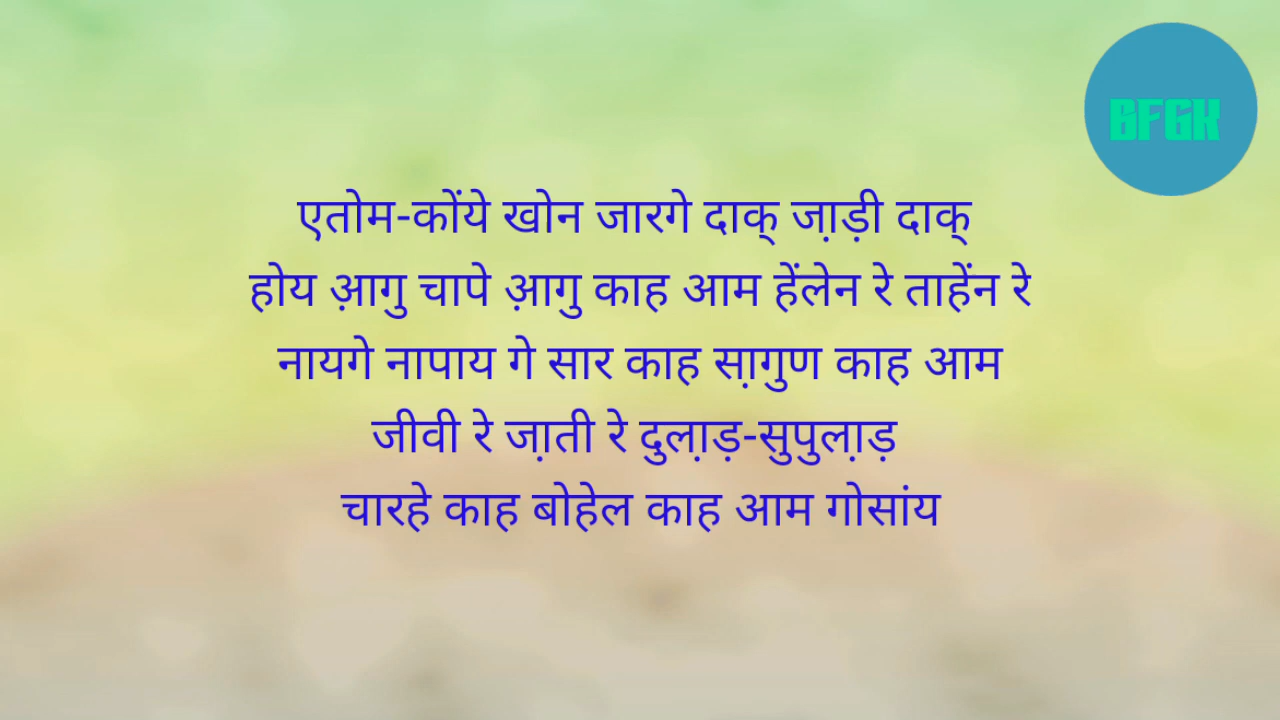 BFGK
एतोम-कोंये खोन जारगे दाक् जा़ड़ी दाक्
होय आ़गु चापे आ़गु काह आम हेंलेन रे ताहेंन रे
नायगे नापाय गे सार काह सा़गुण काह आम
जीवी रे जा़ती रे दुला़ड़-सुपुला़ड़
चारहे काह बोहेल काह आम गोसांय